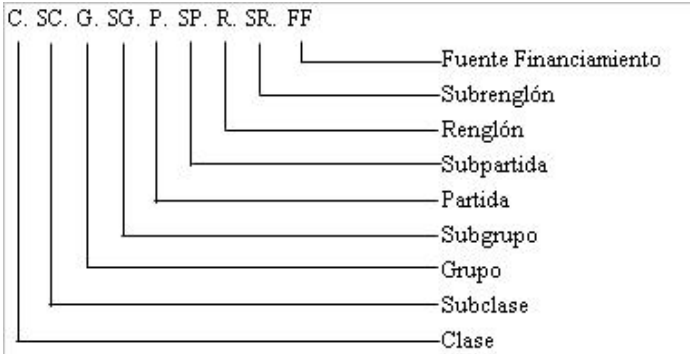 C. SC. G. SG. P. SP. R. SR. FF
Fuente Financiamiento
Subrenglón
Renglón
Subpartida
Partida
Subgrupo
Grupo
Subclase
Clase